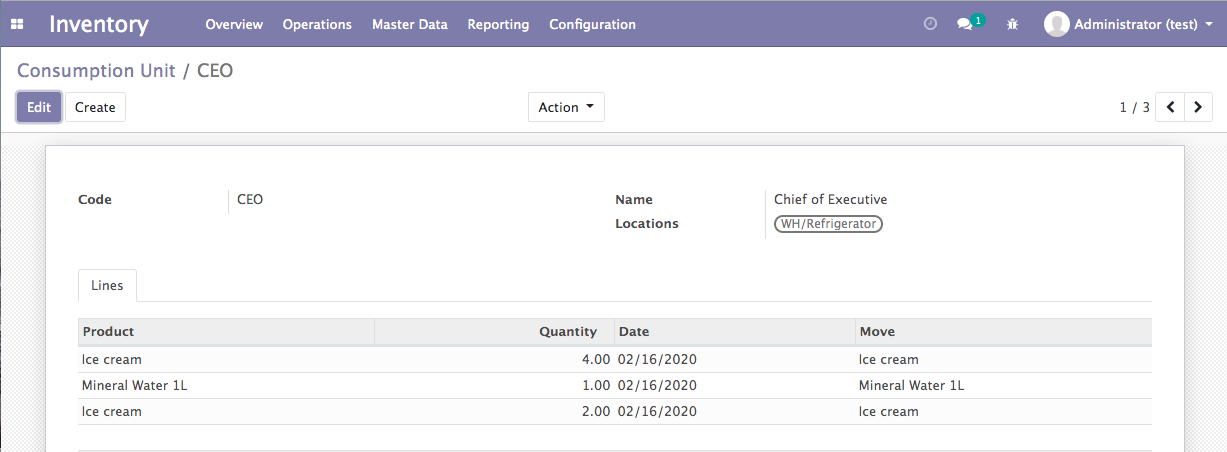 Inventory Overview Operations Master Data Reporting Configuration 1 Administrator (test)
Consumption Unit / CEO
Edit Create Action 1 / 3
Code CEO Name Chief of Executive
Locations WH/Refrigerator
Lines
Product Quantity Date Move
Ice cream 4.00 02/16/2020 Ice cream
Mineral Water 1L 1.00 02/16/2020 Mineral Water 1L
Ice cream 2.00 02/16/2020 Ice cream